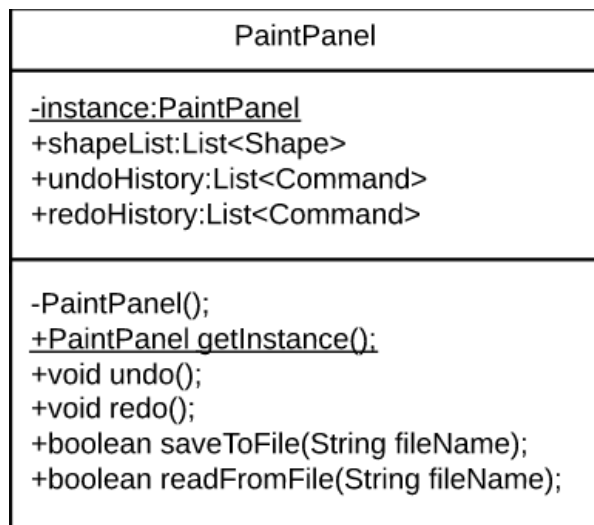 PaintPanel
-instance:PaintPanel
+shapeList:List<Shape>
+undoHistory:List<Command>
+redoHistory:List<Command>
-PaintPanel();
+PaintPanel getInstance();
+void undo();
+void redo();
+boolean saveToFile(String fileName);
+boolean readFromFile(String fileName);